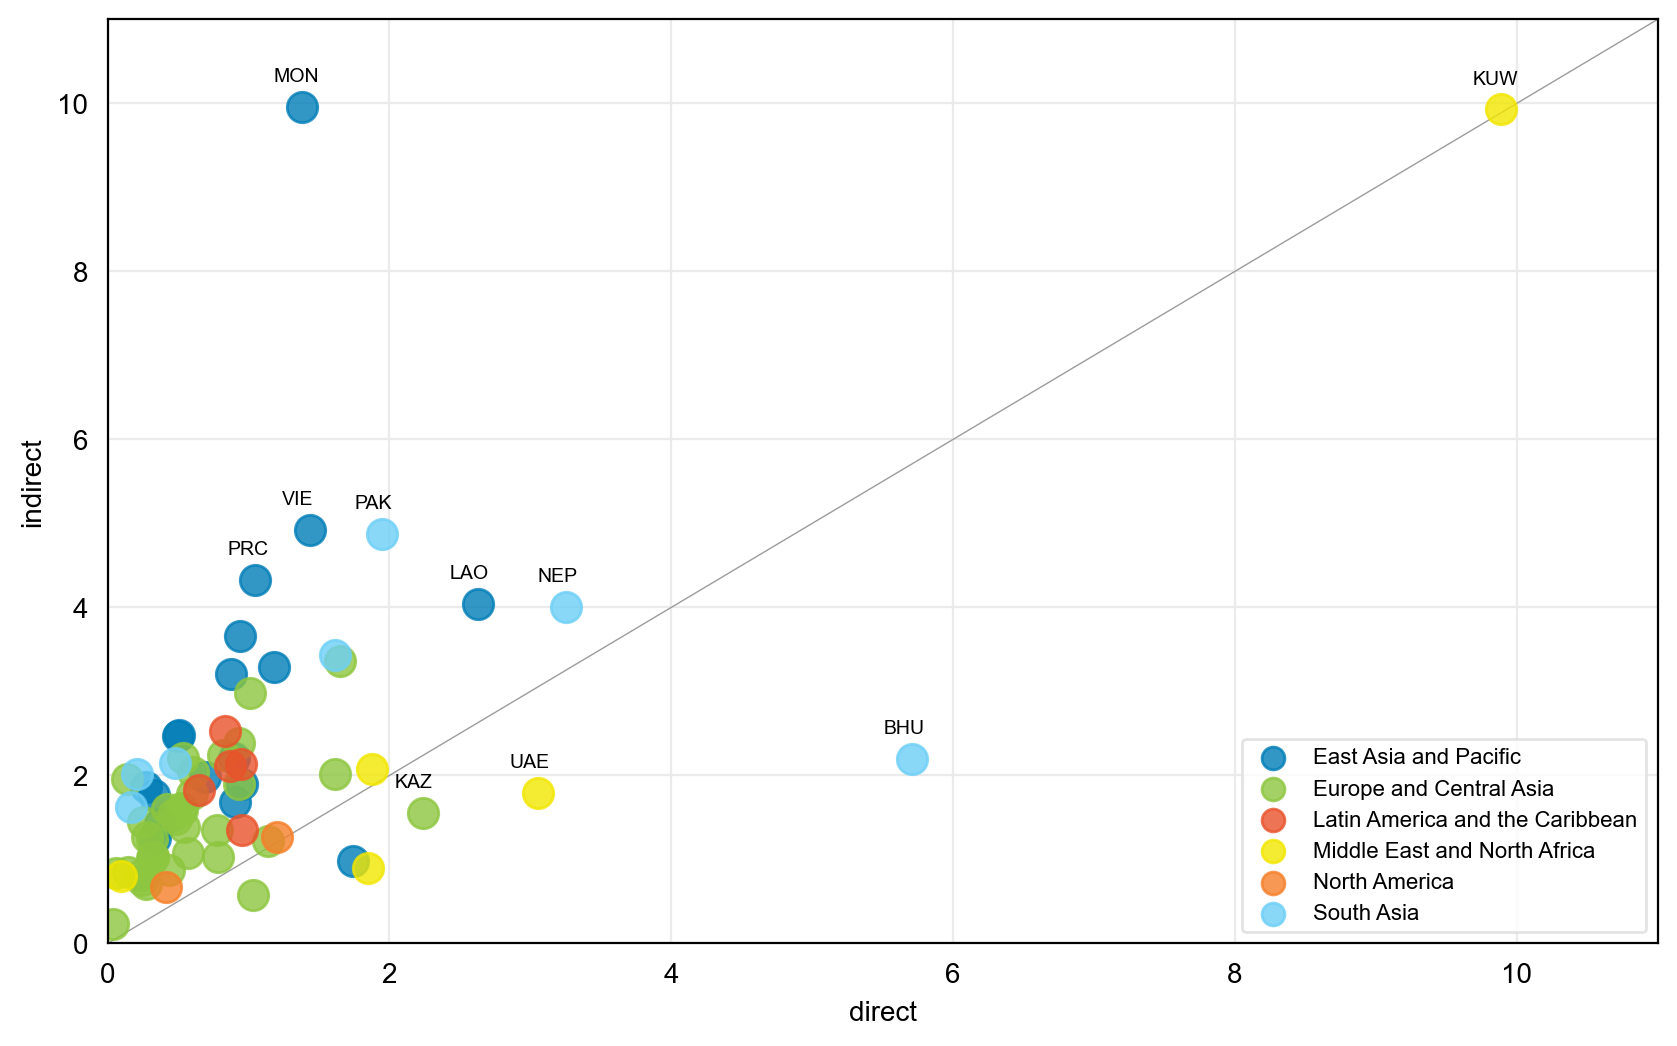 MON
KUW
10
8
6
VIE
PAK
PRC
LAO
NEP
4
BHU
UAE
KAZ
2
0
indirect
East Asia and Pacific
Europe and Central Asia
Latin America and the Caribbean
Middle East and North Africa
North America
South Asia
0 2 4 6 8 10
direct